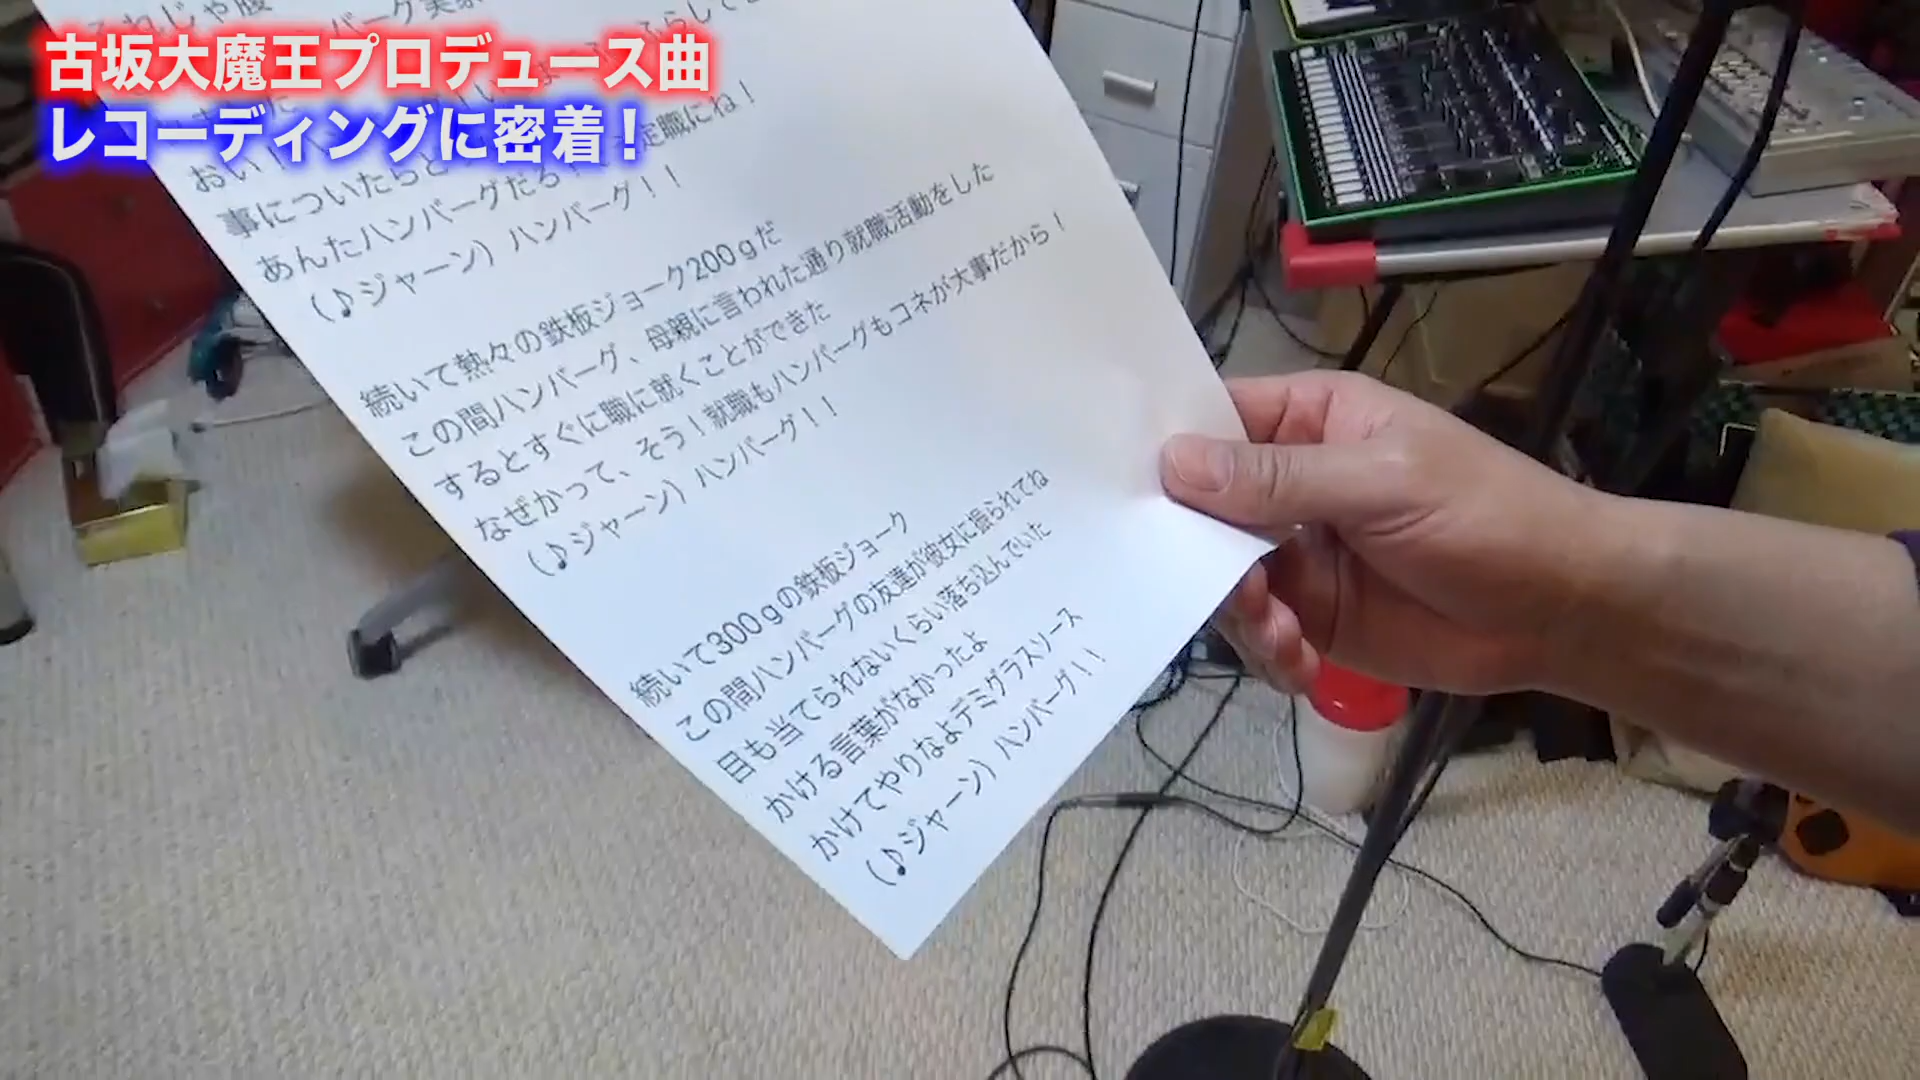 古坂大魔王プロデュース曲
レコーディングに密着！
おい！
事についたらと 定職にね！
あんたハンバーグだろ
(♪ジャーン）ハンバーグ！！
続いて熱々の鉄板ジョーク200ｇだ
この間ハンバーグ、母親に言われた通り就職活動をした
するとすぐに職に就くことができた
なぜかって、そう！就職もハンバーグもコネが大事だから！
(♪ジャーン）ハンバーグ！！
続いて300ｇの鉄板ジョーク
この間ハンバーグの友達が彼女に振られてね
目も当てられないくらい落ち込んでいた
かける言葉がなかったよ
かけてやりなよデミグラスソース
(♪ジャーン）ハンバーグ！！